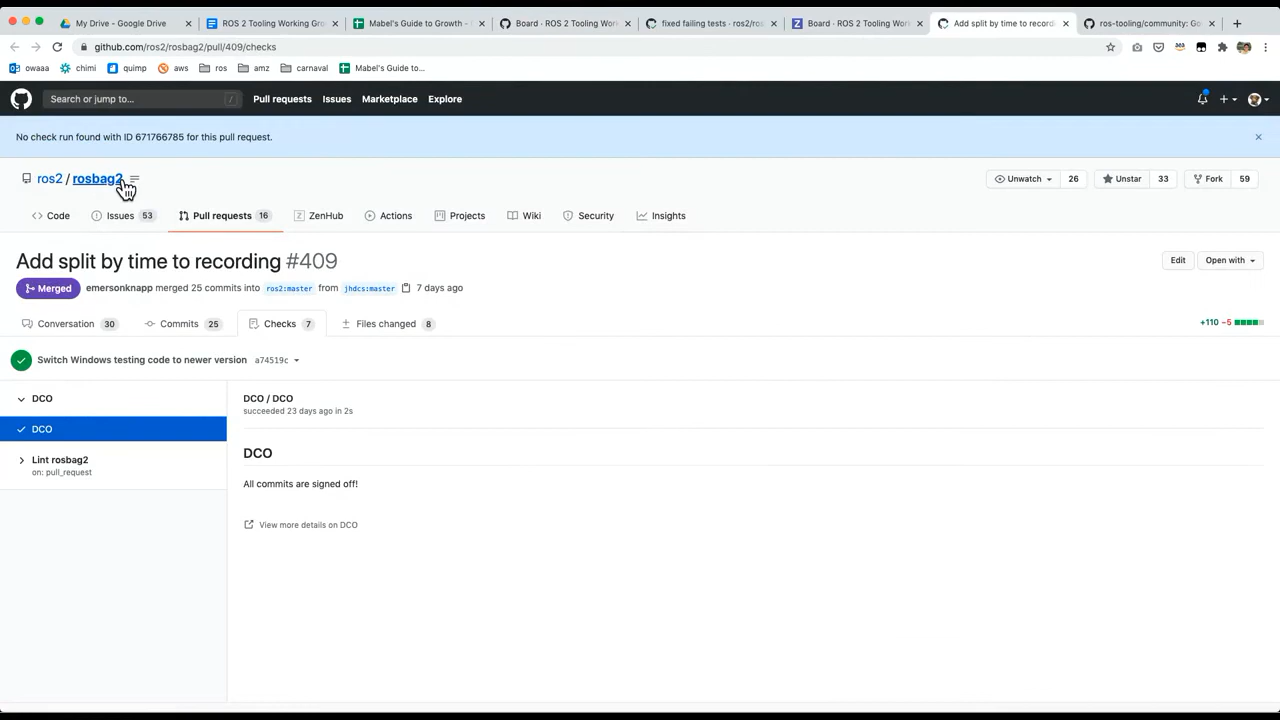 My Drive - Google Drive
ROS 2 Tooling Working Gro
Mabel's Guide to Growth -
Board · ROS 2 Tooling Wor
fixed failing tests · ros2/ros
Board · ROS 2 Tooling Wor
Add split by time to recordi
ros-tooling/community: Go
github.com/ros2/rosbag2/pull/409/checks
owaaa
chimi
quimp
aws
ros
amz
carnaval
Mabel's Guide to...
Search or jump to...
/
Pull requests
Issues
Marketplace
Explore
No check run found with ID 671766785 for this pull request.
ros2 / rosbag2
Unwatch 26
Unstar 33
Fork 59
Code
Issues 53
Pull requests 16
ZenHub
Actions
Projects
Wiki
Security
Insights
Add split by time to recording #409
Edit
Open with
Merged
emersonknapp merged 25 commits into ros2:master from jhdcs:master 7 days ago
Conversation 30
Commits 25
Checks 7
Files changed 8
+110 −5
Switch Windows testing code to newer version a74519c
DCO
DCO
Lint rosbag2
on: pull_request
DCO / DCO
succeeded 23 days ago in 2s
DCO
All commits are signed off!
View more details on DCO